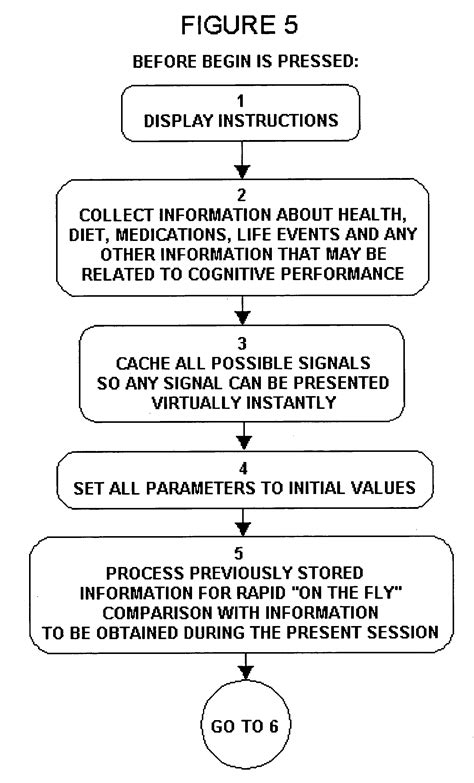 FIGURE 5
BEFORE BEGIN IS PRESSED:
1
DISPLAY INSTRUCTIONS
2
COLLECT INFORMATION ABOUT HEALTH,
DIET, MEDICATIONS, LIFE EVENTS AND ANY
OTHER INFORMATION THAT MAY BE
RELATED TO COGNITIVE PERFORMANCE
3
CACHE ALL POSSIBLE SIGNALS
SO ANY SIGNAL CAN BE PRESENTED
VIRTUALLY INSTANTLY
4
SET ALL PARAMETERS TO INITIAL VALUES
5
PROCESS PREVIOUSLY STORED
INFORMATION FOR RAPID "ON THE FLY"
COMPARISON WITH INFORMATION
TO BE OBTAINED DURING THE PRESENT SESSION
GO TO 6